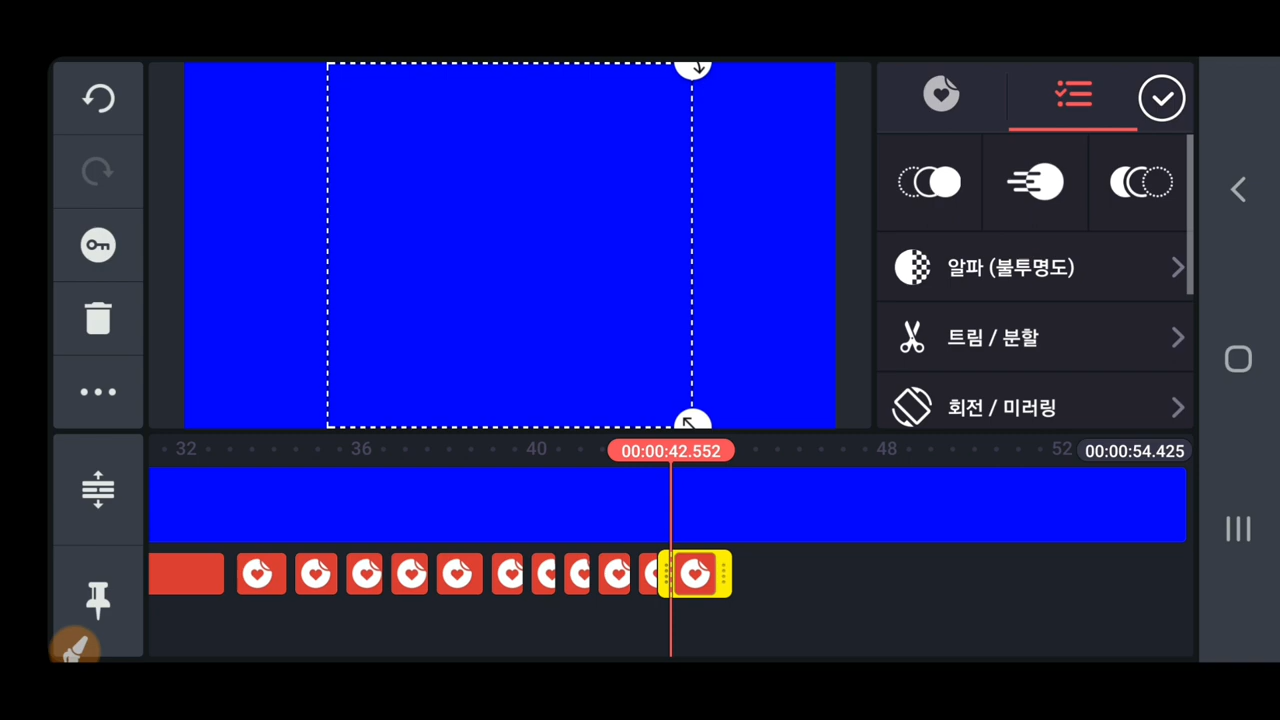 알파 (불투명도)
트림 / 분할
회전 / 미러링
32
36
40
00:00:42.552
48
52
00:00:54.425